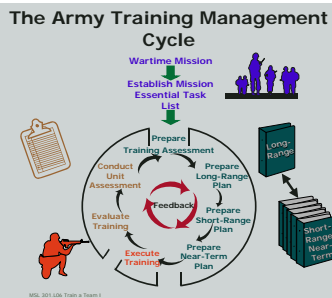 The Army Training Management
Cycle
Wartime Mission
Establish Mission
Essential Task
List
Prepare
Training Assessment
Conduct
Unit
Assessment
Prepare
Long-Range
Plan
Feedback
Evaluate
Training
Prepare
Short-Range
Plan
Execute
Training
Prepare
Near-Term
Plan
Long-
Range
Short-
Range
Near-
Term
MSL 301 L06 Train a Team I